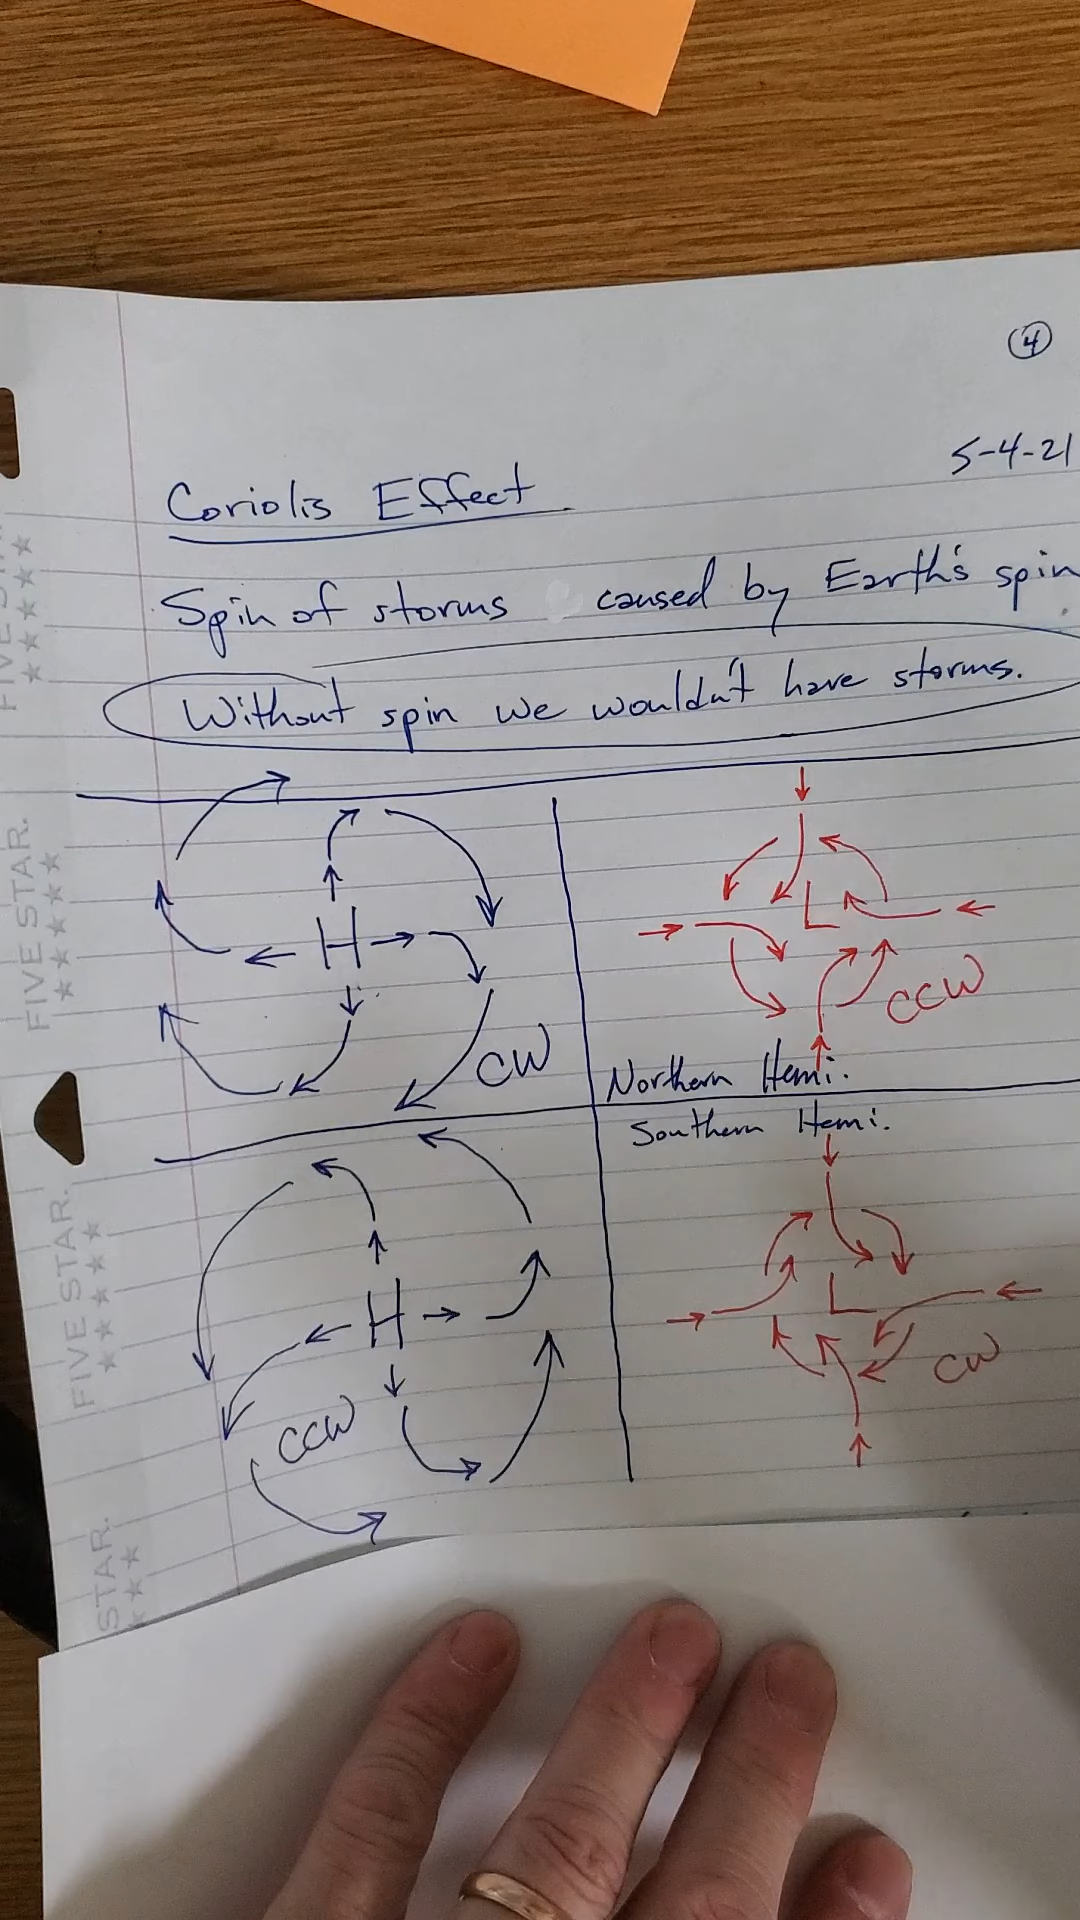 4
5-4-21
Coriolis Effect
Spin of storms caused by Earth's spin
Without spin we wouldn't have storms.
H
L
CW
CCW
Northern Hemi.
Southern Hemi.
H
L
CCW
CW
FIVE STAR.
FIVE STAR.
FIVE STAR.
STAR.